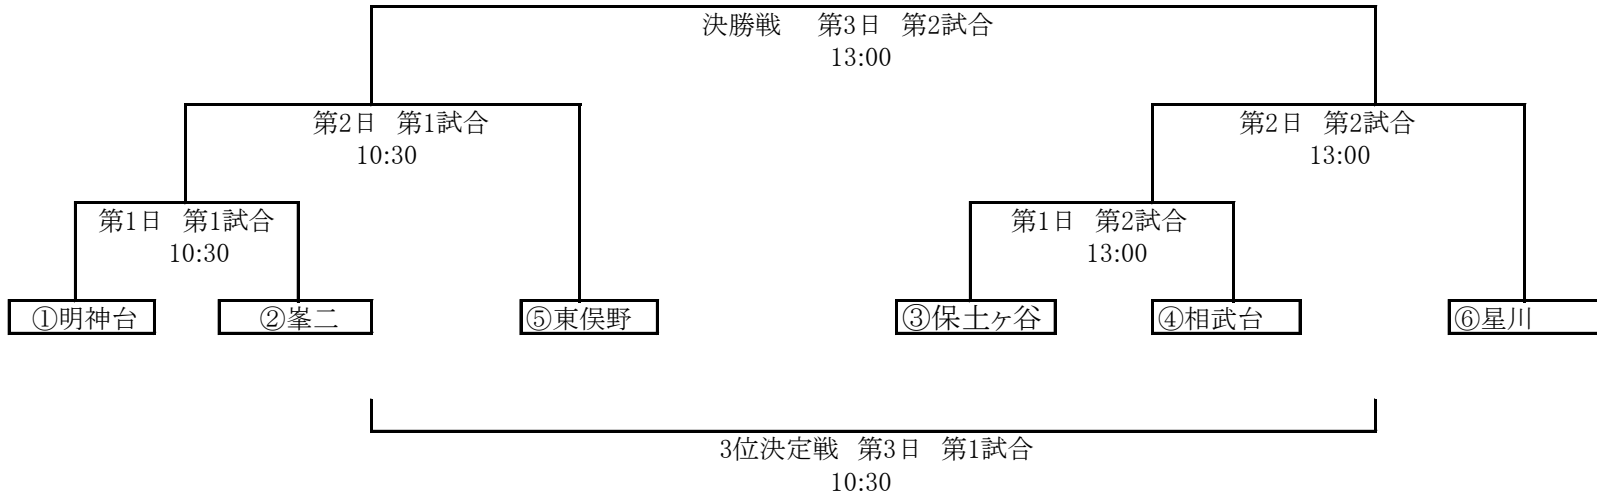 決勝戦　第3日　第2試合
13:00
第2日　第1試合
10:30
第2日　第2試合
13:00
第1日　第1試合
10:30
第1日　第2試合
13:00
①明神台
②峯二
⑤東俣野
③保土ヶ谷
④相武台
⑥星川
3位決定戦　第3日　第1試合
10:30